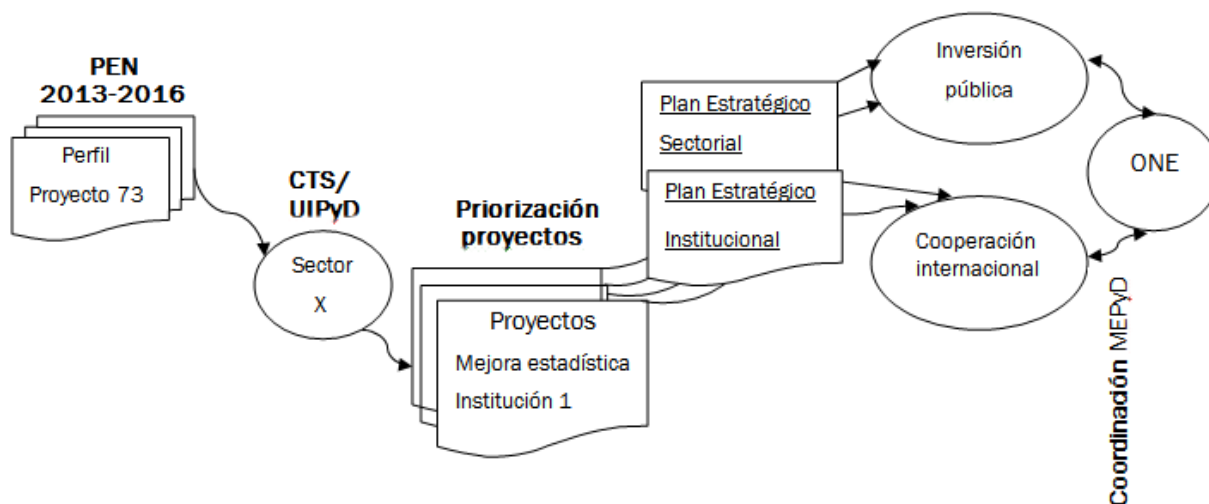 PEN
2013-2016
Perfil
Proyecto 73
CTS/
UIPyD
Sector
X
Priorización
proyectos
Proyectos
Mejora estadística
Institución 1
Plan Estratégico
Sectorial
Plan Estratégico
Institucional
Inversión
pública
Cooperación
internacional
ONE
Coordinación MEPyD